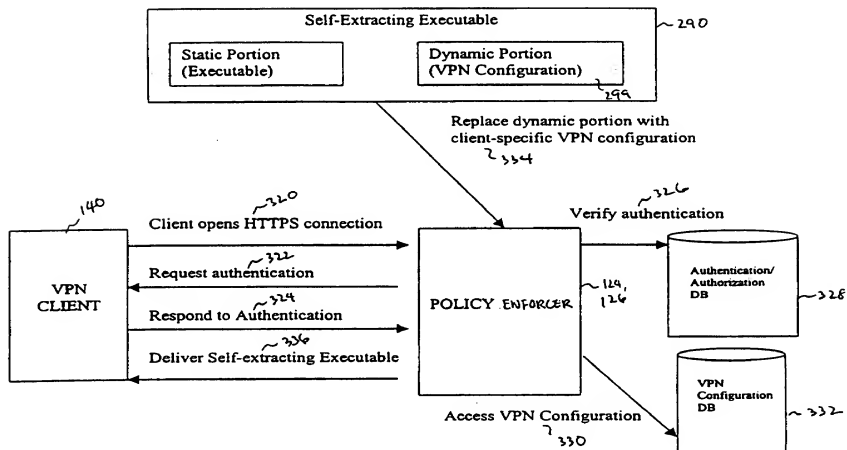 Self-Extracting Executable
290
Static Portion
(Executable)
Dynamic Portion
(VPN Configuration)
299
Replace dynamic portion with
client-specific VPN configuration
334
140
320
Client opens HTTPS connection
326
Verify authentication
322
Request authentication
VPN
CLIENT
324
Respond to Authentication
POLICY ENFORCER
124,
126
Authentication/
Authorization
DB
328
336
Deliver Self-extracting Executable
Access VPN Configuration
330
VPN
Configuration
DB
332